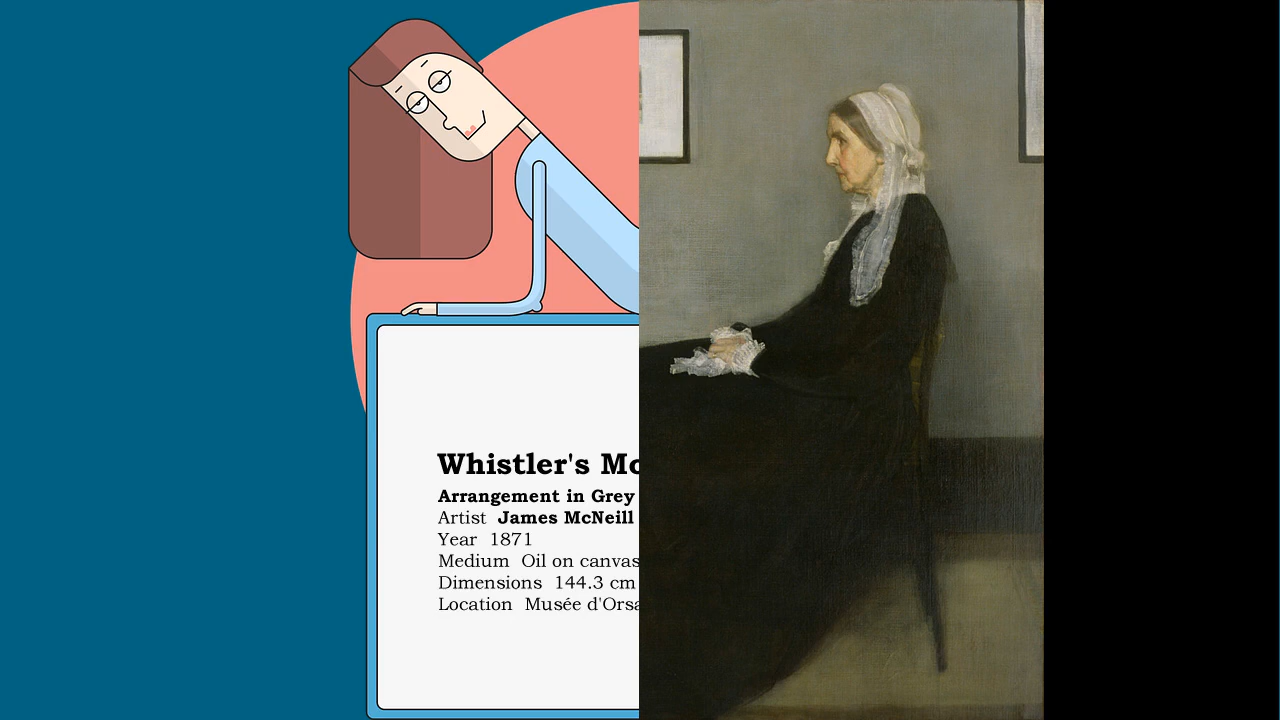 Whistler's Mo
Arrangement in Grey
Artist James McNeill
Year 1871
Medium Oil on canvas
Dimensions 144.3 cm
Location Musée d'Orsa